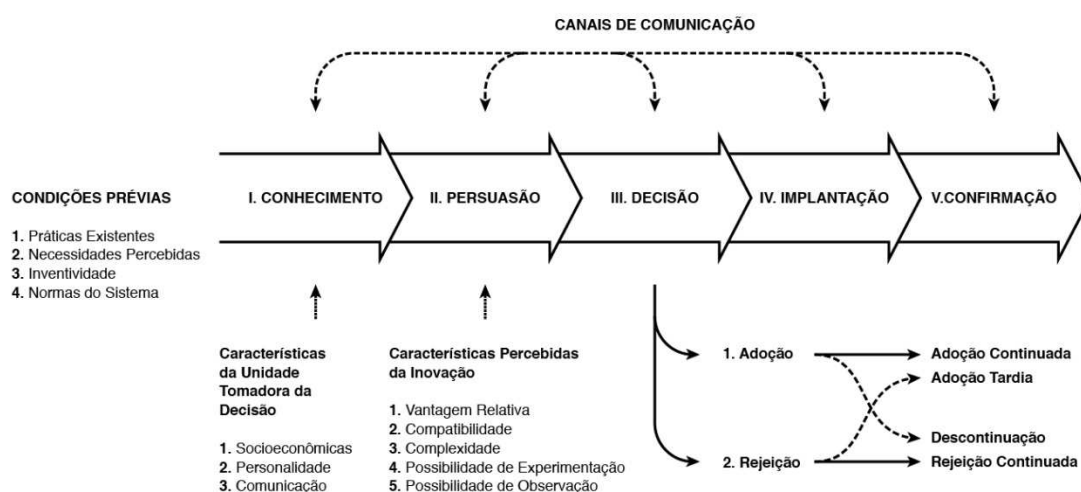 CANAIS DE COMUNICAÇÃO
CONDIÇÕES PRÉVIAS
1. Práticas Existentes
2. Necessidades Percebidas
3. Inventividade
4. Normas do Sistema
I. CONHECIMENTO
II. PERSUASÃO
III. DECISÃO
IV. IMPLANTAÇÃO
V.CONFIRMAÇÃO
Características
da Unidade
Tomadora da
Decisão
1. Socioeconômicas
2. Personalidade
3. Comunicação
Características Percebidas
da Inovação
1. Vantagem Relativa
2. Compatibilidade
3. Complexidade
4. Possibilidade de Experimentação
5. Possibilidade de Observação
1. Adoção
2. Rejeição
Adoção Continuada
Adoção Tardia
Descontinuação
Rejeição Continuada